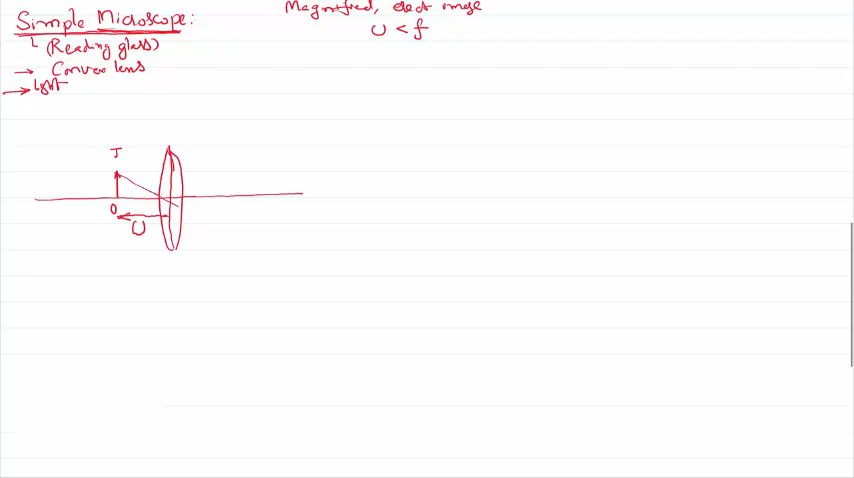 Simple Microscope:
(Reading glass)
→ Convex lens
→ Light
Magnified, erect image
U < f
I
O
U